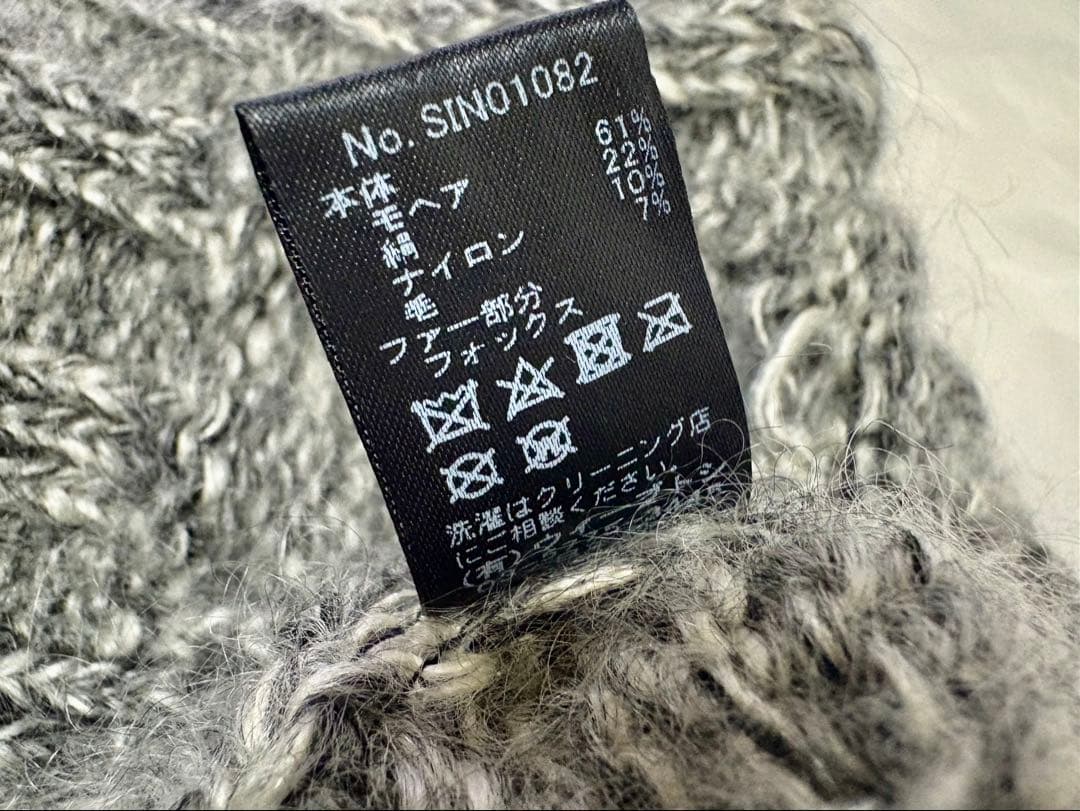 No. SIN01082
本体
モヘア 61%
絹 22%
ナイロン 10%
毛 7%
ファー部分
フォックス
洗濯はクリーニング店
にご相談ください
(有)